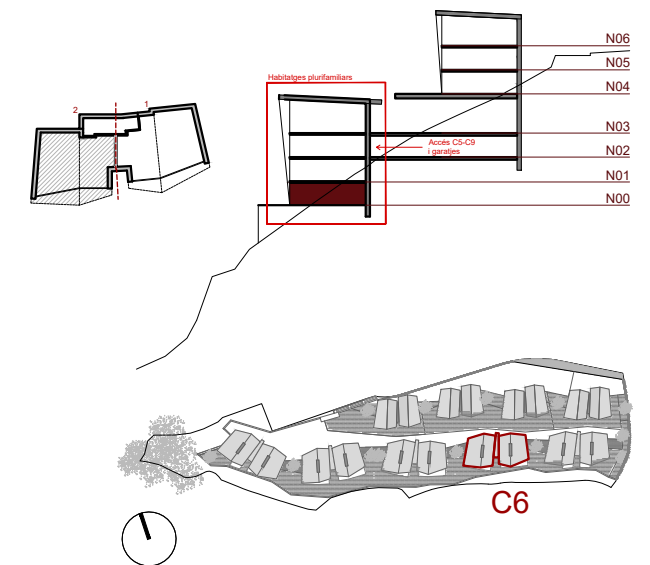 N06
N05
N04
N03
N02
N01
N00
Habitatges plurifamiliars
Accés C5-C9
i garatjes
2
1
C6